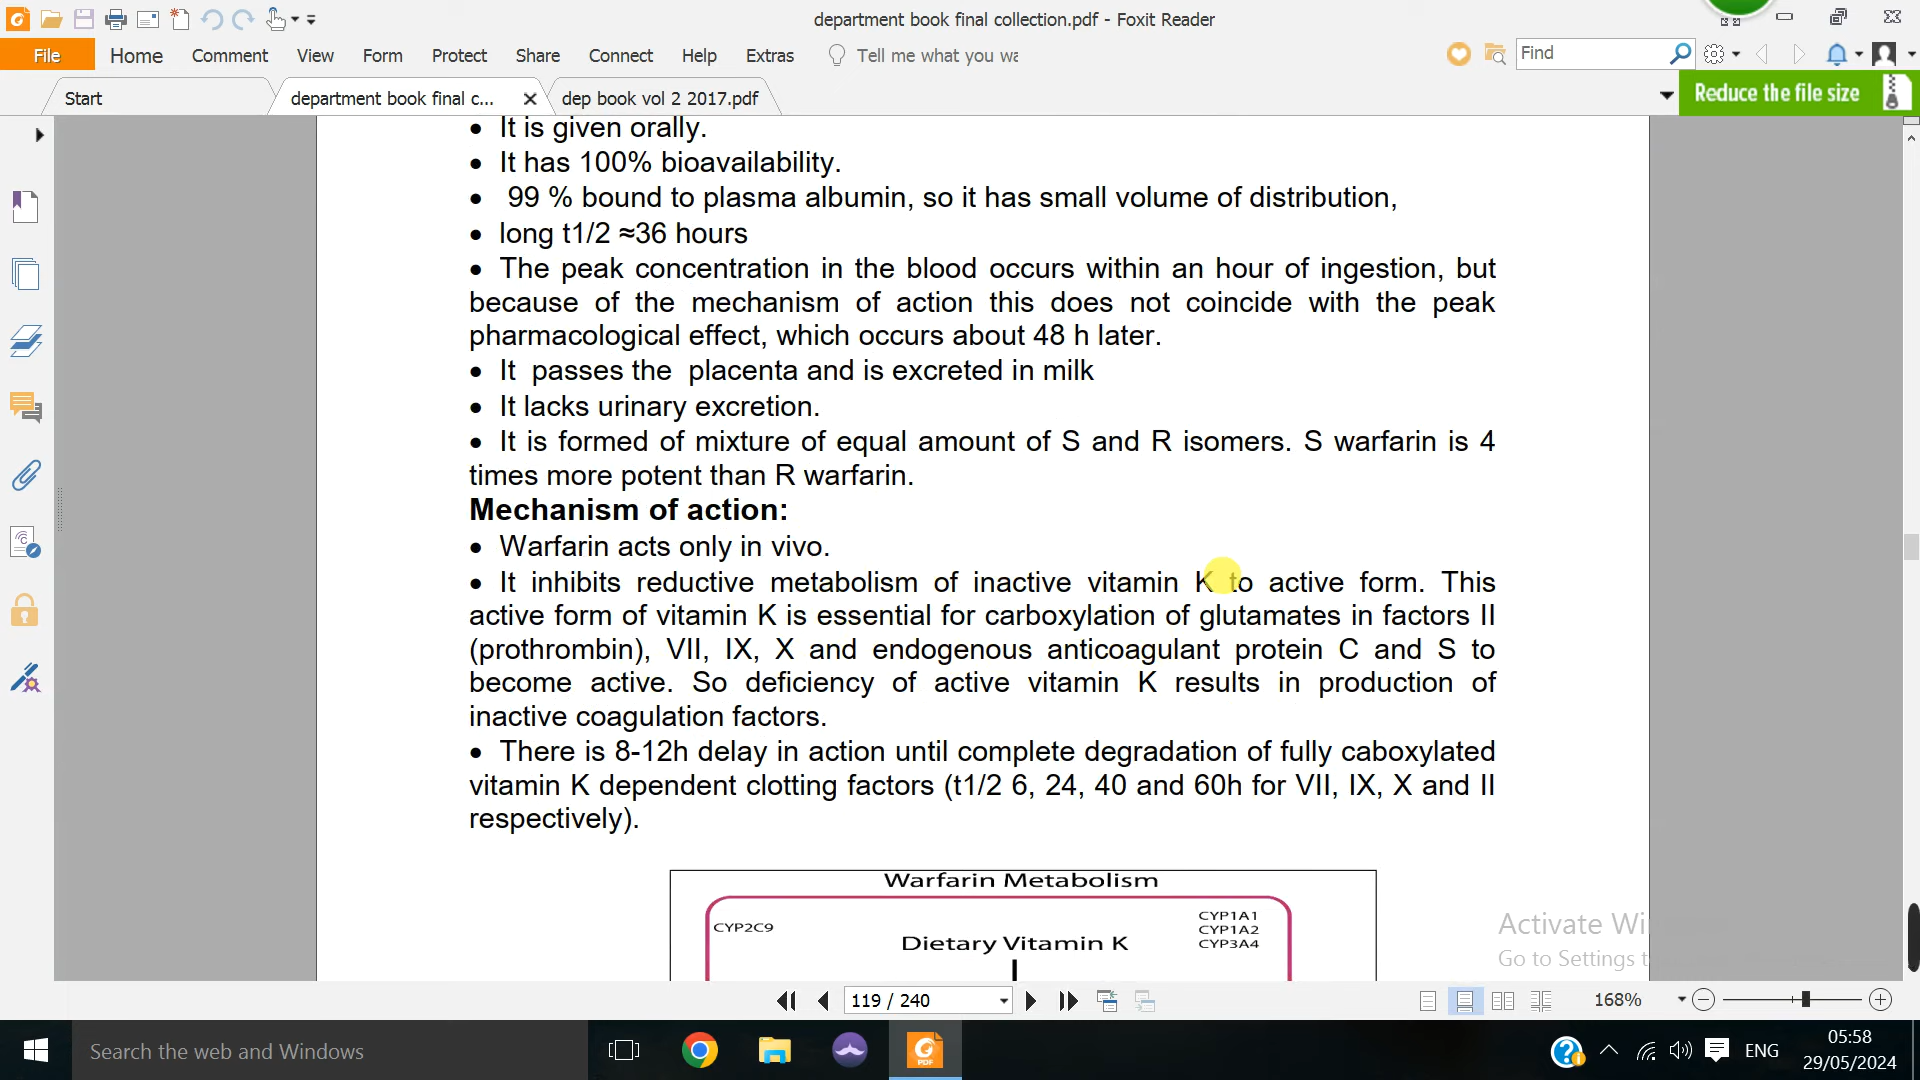 department book final collection.pdf - Foxit Reader
File Home Comment View Form Protect Share Connect Help Extras Tell me what you wa
Find
Start department book final c... dep book vol 2 2017.pdf
Reduce the file size
• It is given orally.
• It has 100% bioavailability.
• 99 % bound to plasma albumin, so it has small volume of distribution,
• long t1/2 ≈36 hours
• The peak concentration in the blood occurs within an hour of ingestion, but
because of the mechanism of action this does not coincide with the peak
pharmacological effect, which occurs about 48 h later.
• It passes the placenta and is excreted in milk
• It lacks urinary excretion.
• It is formed of mixture of equal amount of S and R isomers. S warfarin is 4
times more potent than R warfarin.
Mechanism of action:
• Warfarin acts only in vivo.
• It inhibits reductive metabolism of inactive vitamin K to active form. This
active form of vitamin K is essential for carboxylation of glutamates in factors II
(prothrombin), VII, IX, X and endogenous anticoagulant protein C and S to
become active. So deficiency of active vitamin K results in production of
inactive coagulation factors.
• There is 8-12h delay in action until complete degradation of fully caboxylated
vitamin K dependent clotting factors (t1/2 6, 24, 40 and 60h for VII, IX, X and II
respectively).
Warfarin Metabolism
CYP2C9
CYP1A1
CYP1A2
CYP3A4
Dietary Vitamin K
Activate Wi
Go to Settings t
119 / 240
168%
Search the web and Windows
PDF
ENG
05:58
29/05/2024